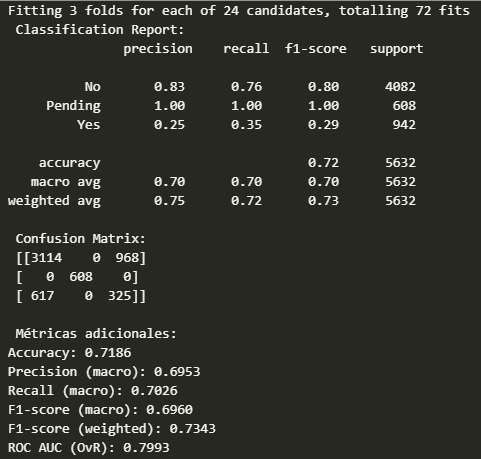 Fitting 3 folds for each of 24 candidates, totalling 72 fits
Classification Report:
precision recall f1-score support
No 0.83 0.76 0.80 4082
Pending 1.00 1.00 1.00 608
Yes 0.25 0.35 0.29 942
accuracy 0.72 5632
macro avg 0.70 0.70 0.70 5632
weighted avg 0.75 0.72 0.73 5632
Confusion Matrix:
[[3114 0 968]
[ 0 608 0]
[ 617 0 325]]
Métricas adicionales:
Accuracy: 0.7186
Precision (macro): 0.6953
Recall (macro): 0.7026
F1-score (macro): 0.6960
F1-score (weighted): 0.7343
ROC AUC (OvR): 0.7993